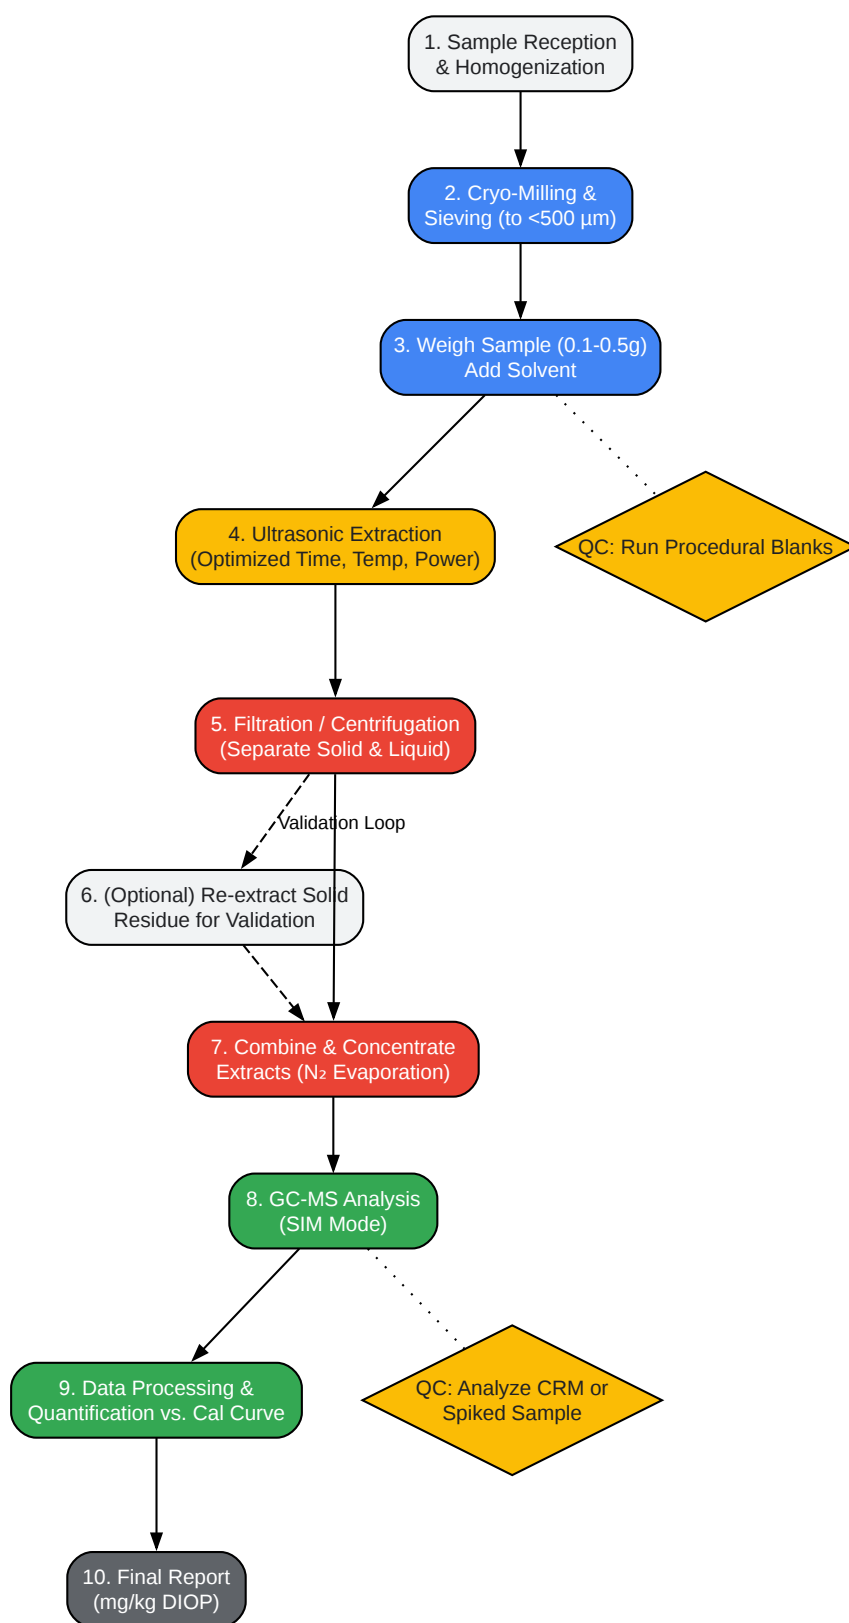 1. Sample Reception
& Homogenization
2. Cryo-Milling &
Sieving (to <500 µm)
3. Weigh Sample (0.1-0.5g)
Add Solvent
4. Ultrasonic Extraction
(Optimized Time, Temp, Power)
QC: Run Procedural Blanks
5. Filtration / Centrifugation
(Separate Solid & Liquid)
Validation Loop
6. (Optional) Re-extract Solid
Residue for Validation
7. Combine & Concentrate
Extracts (N₂ Evaporation)
8. GC-MS Analysis
(SIM Mode)
9. Data Processing &
Quantification vs. Cal Curve
QC: Analyze CRM or
Spiked Sample
10. Final Report
(mg/kg DIOP)